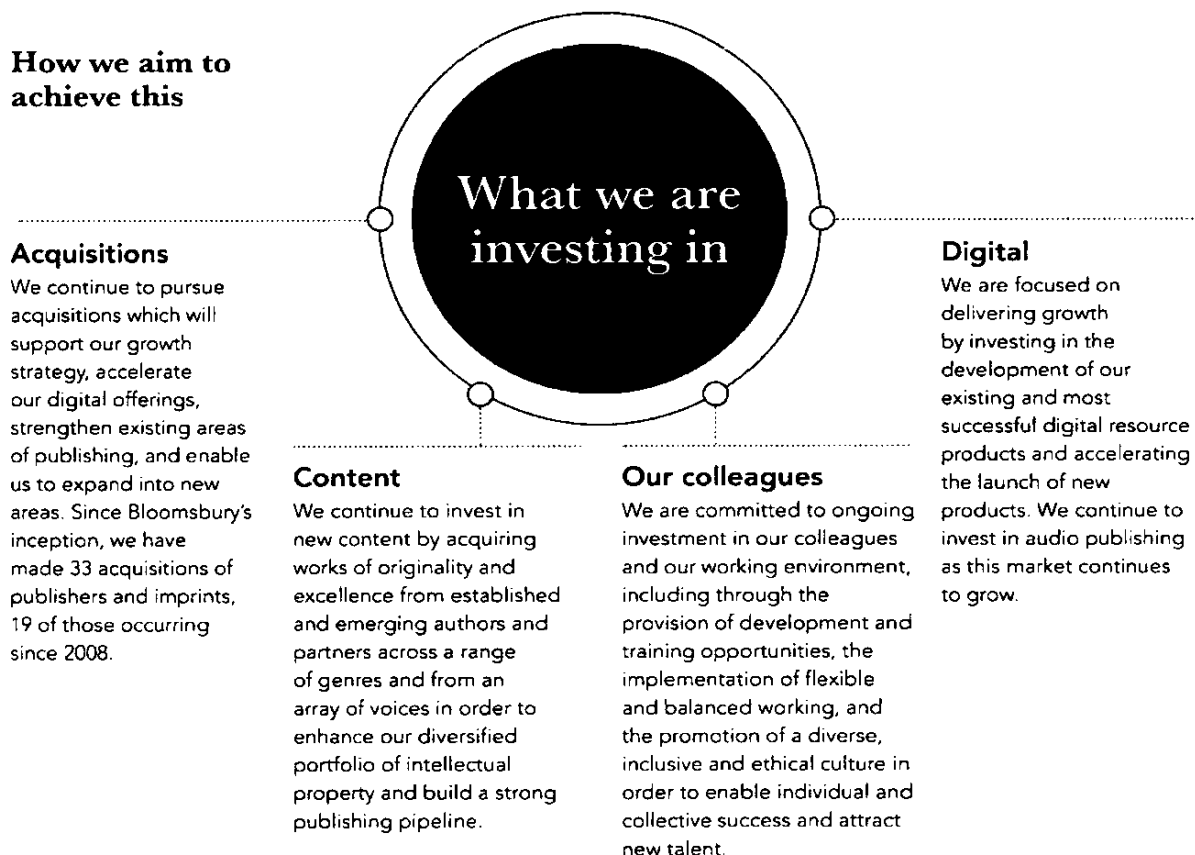 How we aim to
achieve this
What we are
investing in
Acquisitions
We continue to pursue
acquisitions which will
support our growth
strategy, accelerate
our digital offerings,
strengthen existing areas
of publishing, and enable
us to expand into new
areas. Since Bloomsbury's
inception, we have
made 33 acquisitions of
publishers and imprints,
19 of those occurring
since 2008.
Content
We continue to invest in
new content by acquiring
works of originality and
excellence from established
and emerging authors and
partners across a range
of genres and from an
array of voices in order to
enhance our diversified
portfolio of intellectual
property and build a strong
publishing pipeline.
Our colleagues
We are committed to ongoing
investment in our colleagues
and our working environment,
including through the
provision of development and
training opportunities, the
implementation of flexible
and balanced working, and
the promotion of a diverse,
inclusive and ethical culture in
order to enable individual and
collective success and attract
new talent.
Digital
We are focused on
delivering growth
by investing in the
development of our
existing and most
successful digital resource
products and accelerating
the launch of new
products. We continue to
invest in audio publishing
as this market continues
to grow.